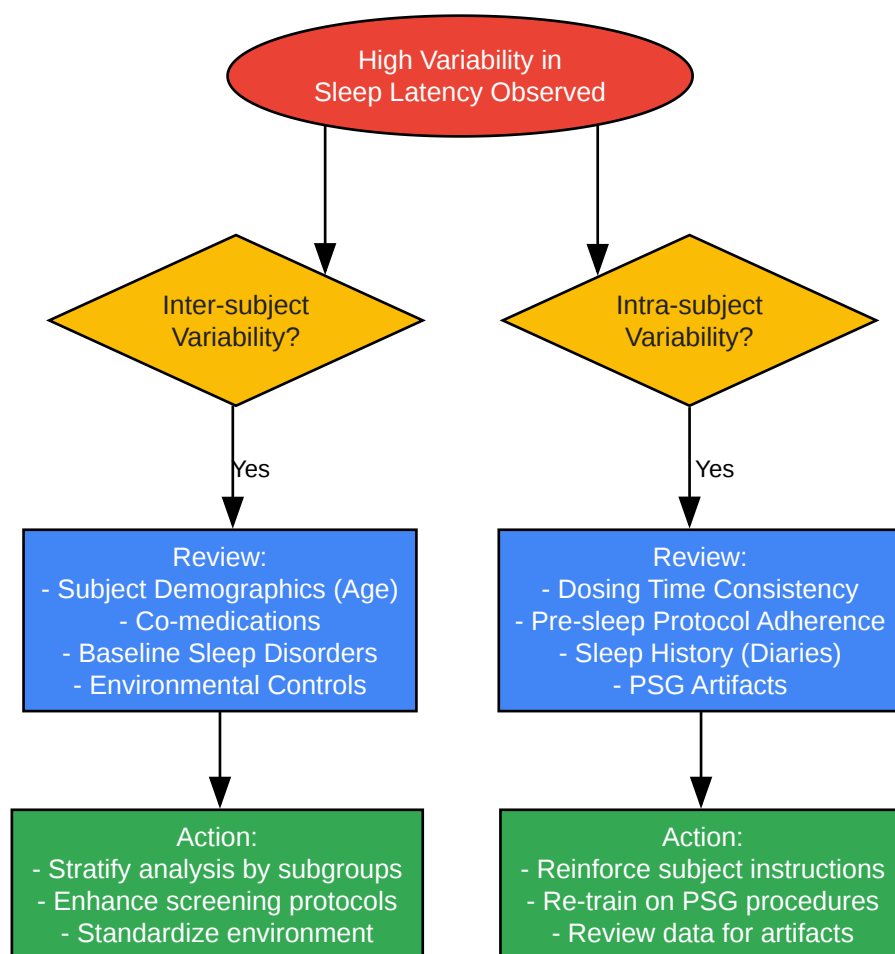 High Variability in
Sleep Latency Observed
Inter-subject
Variability?
Intra-subject
Variability?
Yes
Yes
Review:
- Subject Demographics (Age)
- Co-medications
- Baseline Sleep Disorders
- Environmental Controls
Review:
- Dosing Time Consistency
- Pre-sleep Protocol Adherence
- Sleep History (Diaries)
- PSG Artifacts
Action:
- Stratify analysis by subgroups
- Enhance screening protocols
- Standardize environment
Action:
- Reinforce subject instructions
- Re-train on PSG procedures
- Review data for artifacts